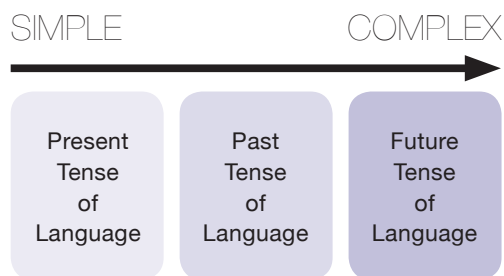 SIMPLE COMPLEX
Present
Tense
of
Language
Past
Tense
of
Language
Future
Tense
of
Language